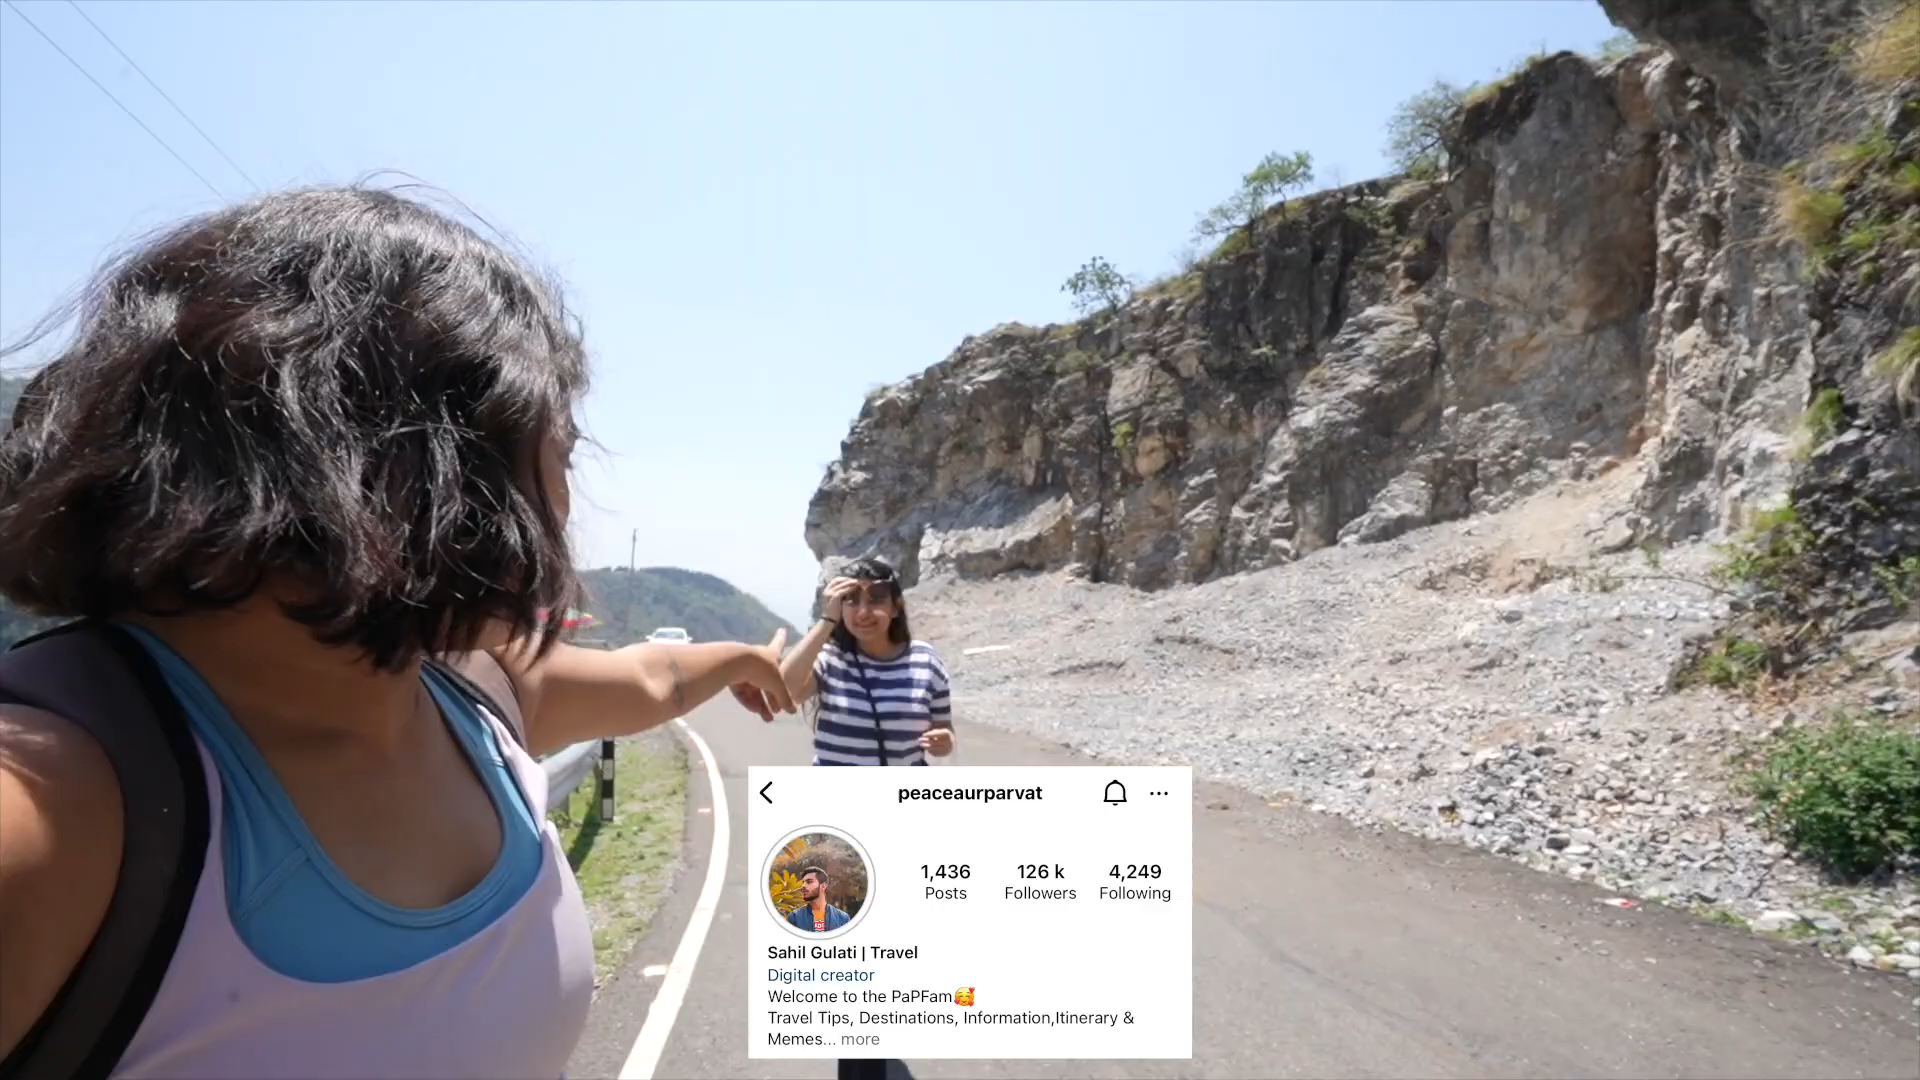 peaceaurparvat
1,436 126 k 4,249
Posts Followers Following
Sahil Gulati | Travel
Digital creator
Welcome to the PaPFam🥰
Travel Tips, Destinations, Information,Itinerary &
Memes... more